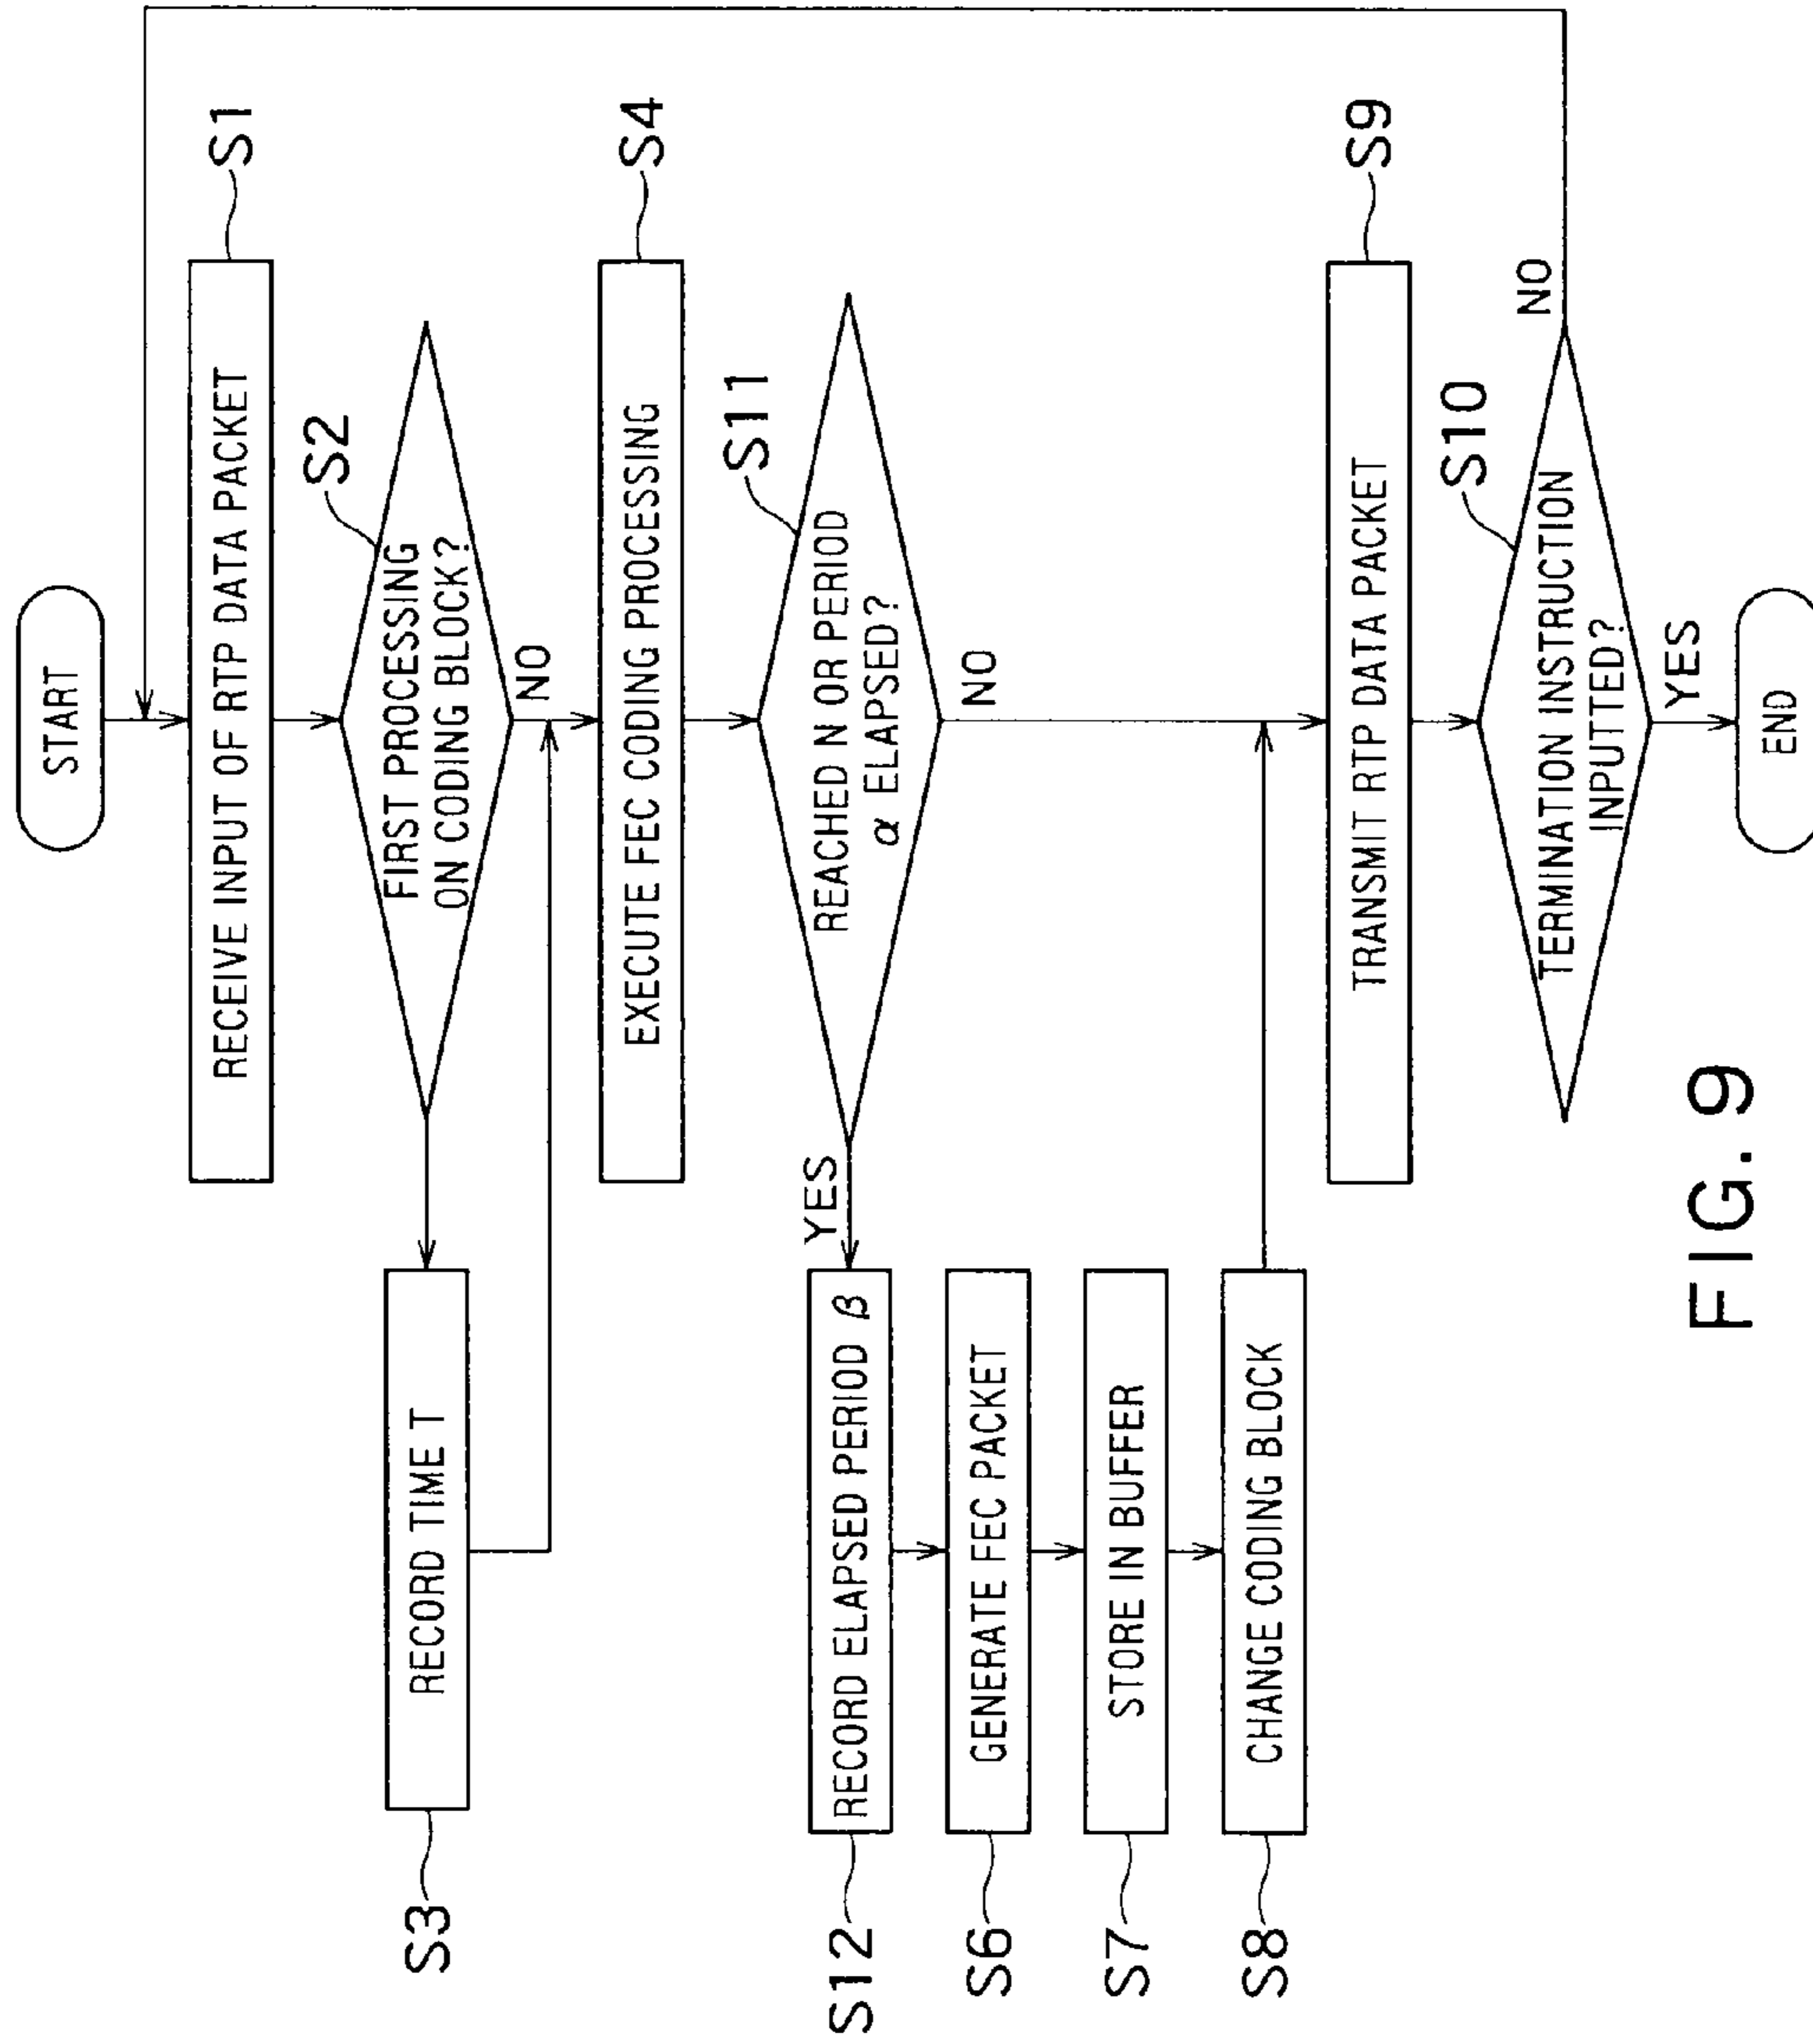 START
RECEIVE INPUT OF RTP DATA PACKET
S1
FIRST PROCESSING
ON CODING BLOCK?
S2
NO
RECORD TIME T
S3
EXECUTE FEC CODING PROCESSING
S4
REACHED N OR PERIOD
α ELAPSED?
S11
YES
NO
RECORD ELAPSED PERIOD β
S12
GENERATE FEC PACKET
S6
STORE IN BUFFER
S7
CHANGE CODING BLOCK
S8
TRANSMIT RTP DATA PACKET
S9
TERMINATION INSTRUCTION
INPUTTED?
S10
NO
YES
END
FIG. 9